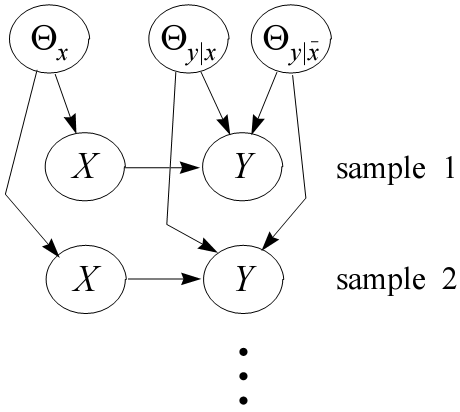 Θx Θy|x Θy|x̄
X Y sample 1
X Y sample 2